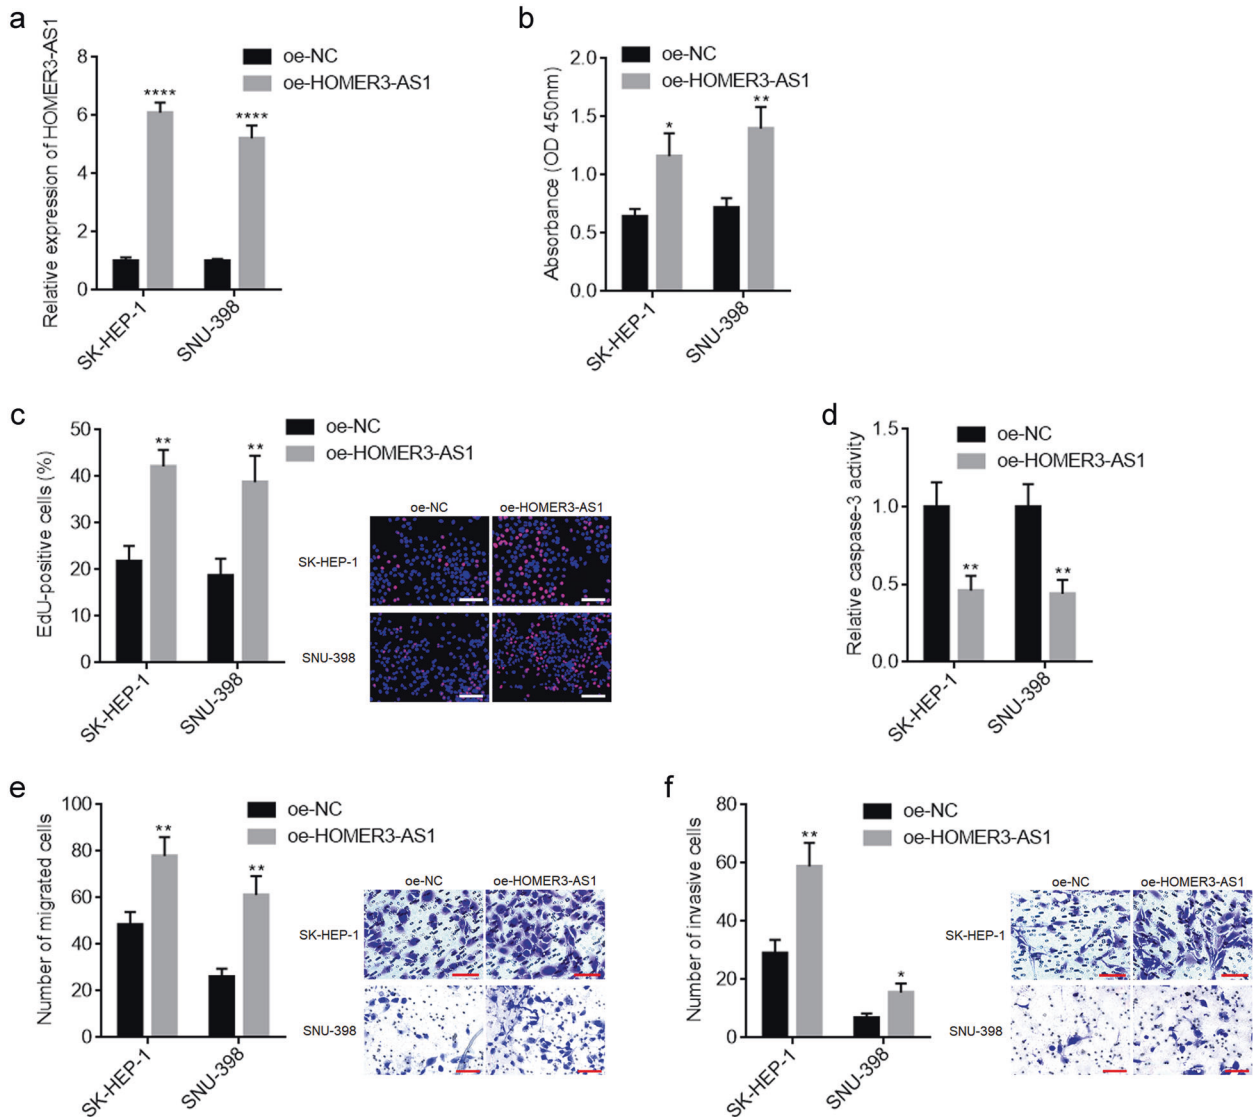 a
Relative expression of HOMER3-AS1
8
6
4
2
0
****
****
oe-NC
oe-HOMER3-AS1
SK-HEP-1
SNU-398
b
Absorbance (OD 450nm)
2.0
1.5
1.0
0.5
0.0
*
**
oe-NC
oe-HOMER3-AS1
SK-HEP-1
SNU-398
c
EdU-positive cells (%)
50
40
30
20
10
0
**
**
oe-NC
oe-HOMER3-AS1
SK-HEP-1
SNU-398
oe-NC
oe-HOMER3-AS1
SK-HEP-1
SNU-398
d
Relative caspase-3 activity
1.5
1.0
0.5
0.0
**
**
oe-NC
oe-HOMER3-AS1
SK-HEP-1
SNU-398
e
Number of migrated cells
100
80
60
40
20
0
**
**
oe-NC
oe-HOMER3-AS1
SK-HEP-1
SNU-398
oe-NC
oe-HOMER3-AS1
SK-HEP-1
SNU-398
f
Number of invasive cells
80
60
40
20
0
**
*
oe-NC
oe-HOMER3-AS1
SK-HEP-1
SNU-398
oe-NC
oe-HOMER3-AS1
SK-HEP-1
SNU-398